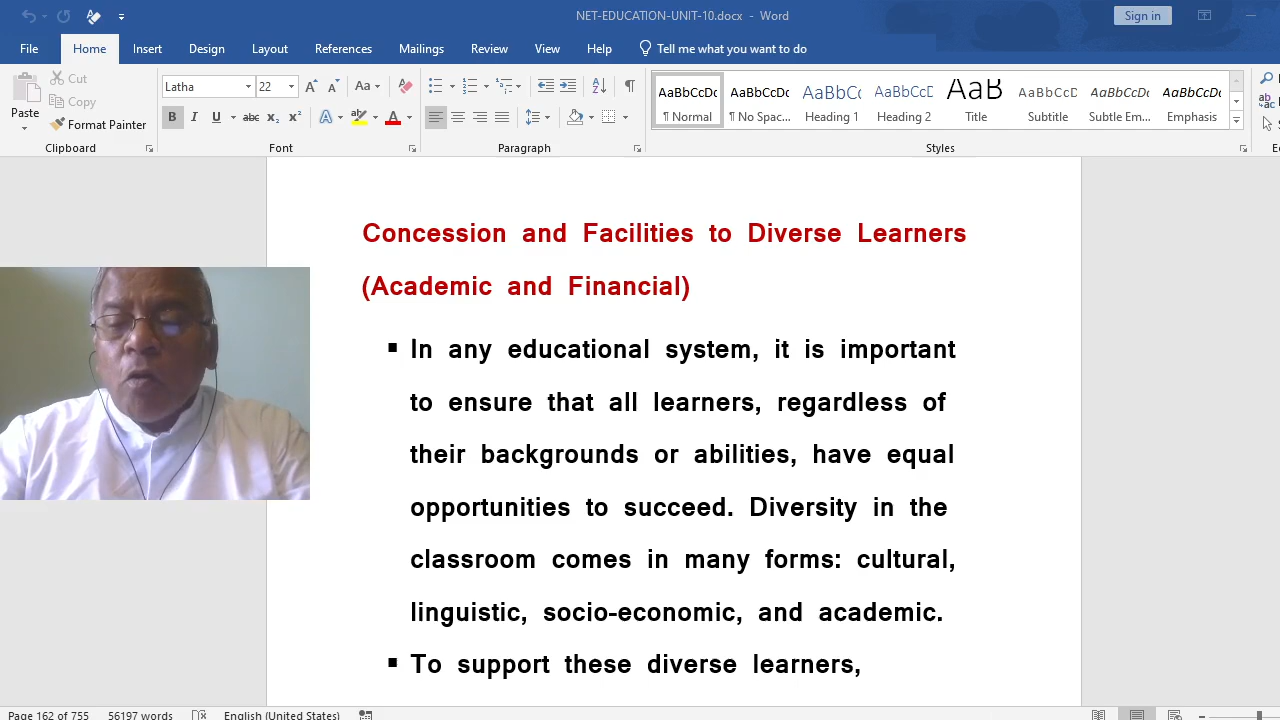 NET-EDUCATION-UNIT-10.docx - Word
Sign in
File Home Insert Design Layout References Mailings Review View Help Tell me what you want to do
Paste
Cut
Copy
Format Painter
Clipboard
Latha 22
Aa
B I U abc x₂ x²
A A
Font
Paragraph
AaBbCcDc AaBbCcDc AaBbCc AaBbCcD AaB AaBbCcD AaBbCcDc AaBbCcDc
¶ Normal ¶ No Spac... Heading 1 Heading 2 Title Subtitle Subtle Em... Emphasis
Styles
Concession and Facilities to Diverse Learners
(Academic and Financial)
▪ In any educational system, it is important
to ensure that all learners, regardless of
their backgrounds or abilities, have equal
opportunities to succeed. Diversity in the
classroom comes in many forms: cultural,
linguistic, socio-economic, and academic.
▪ To support these diverse learners,
Page 162 of 755 56197 words English (United States)